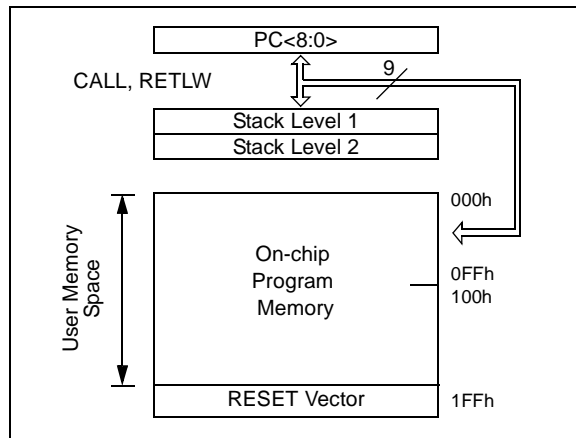 PC<8:0>
9
CALL, RETLW
Stack Level 1
Stack Level 2
000h
User Memory
Space
On-chip
Program
Memory
0FFh
100h
RESET Vector
1FFh